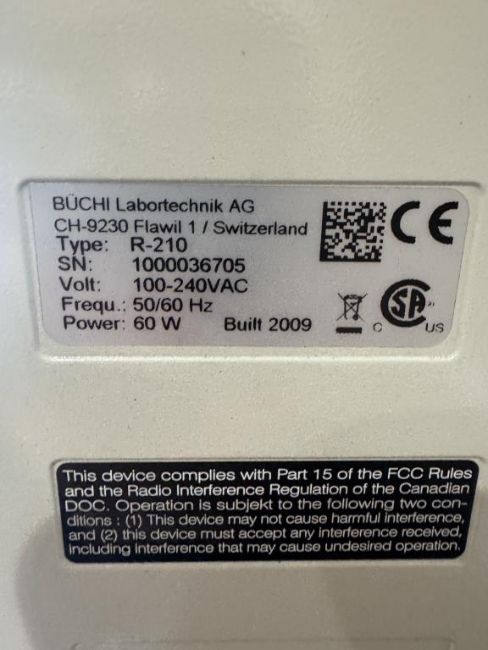 BÜCHI Labortechnik AG
CH-9230 Flawil 1 / Switzerland
Type: R-210
SN: 1000036705
Volt: 100-240VAC
Frequ.: 50/60 Hz
Power: 60 W Built 2009
CE
SA
C US
This device complies with Part 15 of the FCC Rules
and the Radio Interference Regulation of the Canadian
DOC. Operation is subjekt to the following two con-
ditions : (1) This device may not cause harmful interference,
and (2) this device must accept any interference received,
including interference that may cause undesired operation.